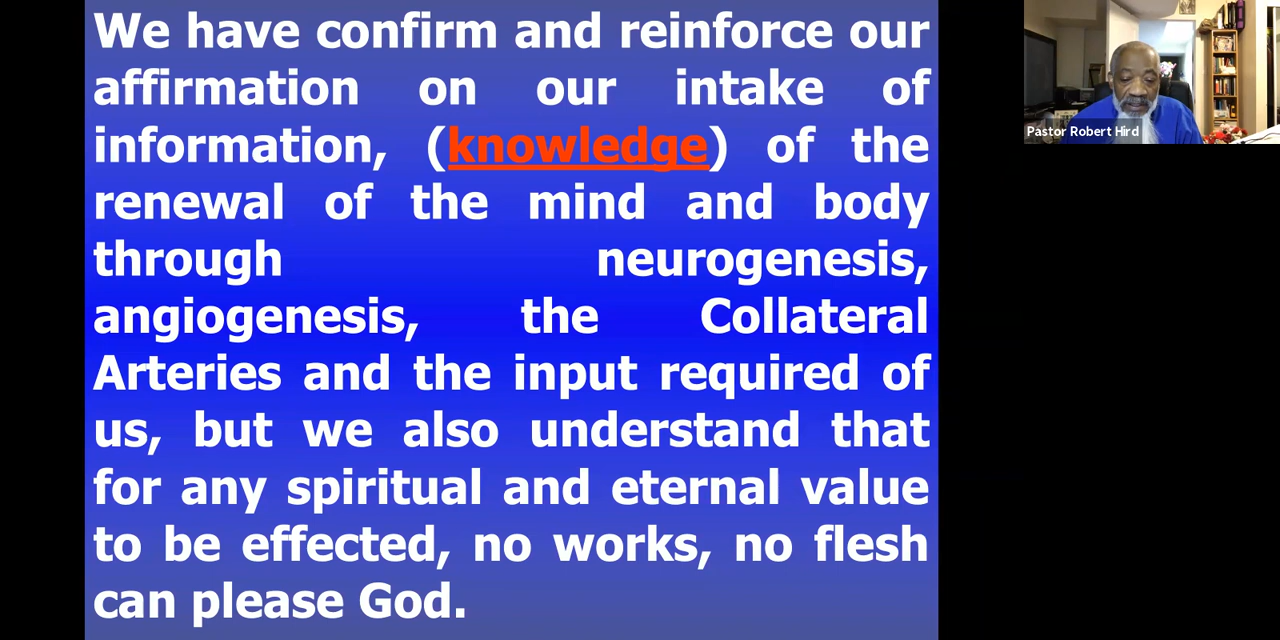 We have confirm and reinforce our
affirmation on our intake of
information, (knowledge) of the
renewal of the mind and body
through neurogenesis,
angiogenesis, the Collateral
Arteries and the input required of
us, but we also understand that
for any spiritual and eternal value
to be effected, no works, no flesh
can please God.
Pastor Robert Hird